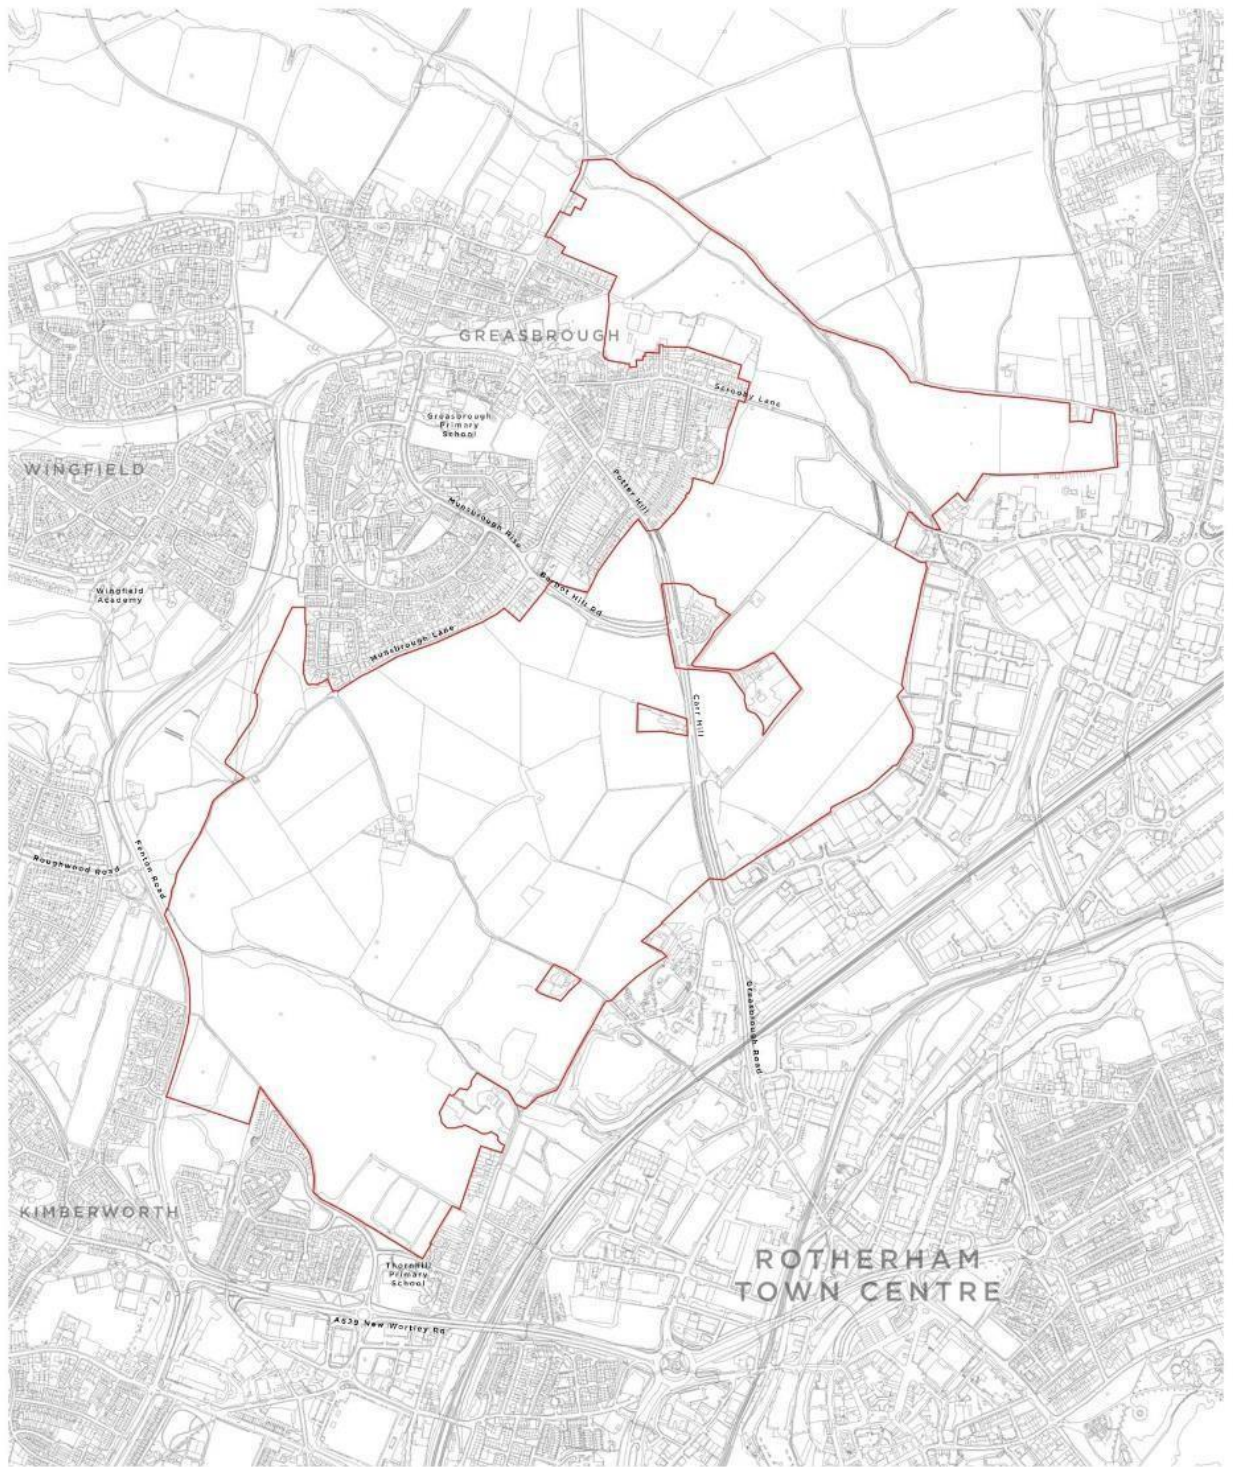 GREASBROUGH
Scrooby Lane
Greasbrough
Primary
School
WINGFIELD
Potter Hill
Munsbrough Rise
Barbot Hill Rd
Wingfield
Academy
Munsbrough Lane
Carr Hill
Fenton Road
Roughwood Road
Greasbrough Road
KIMBERWORTH
ROTHERHAM
TOWN CENTRE
Thornhill
Primary
School
A629 New Wortley Rd